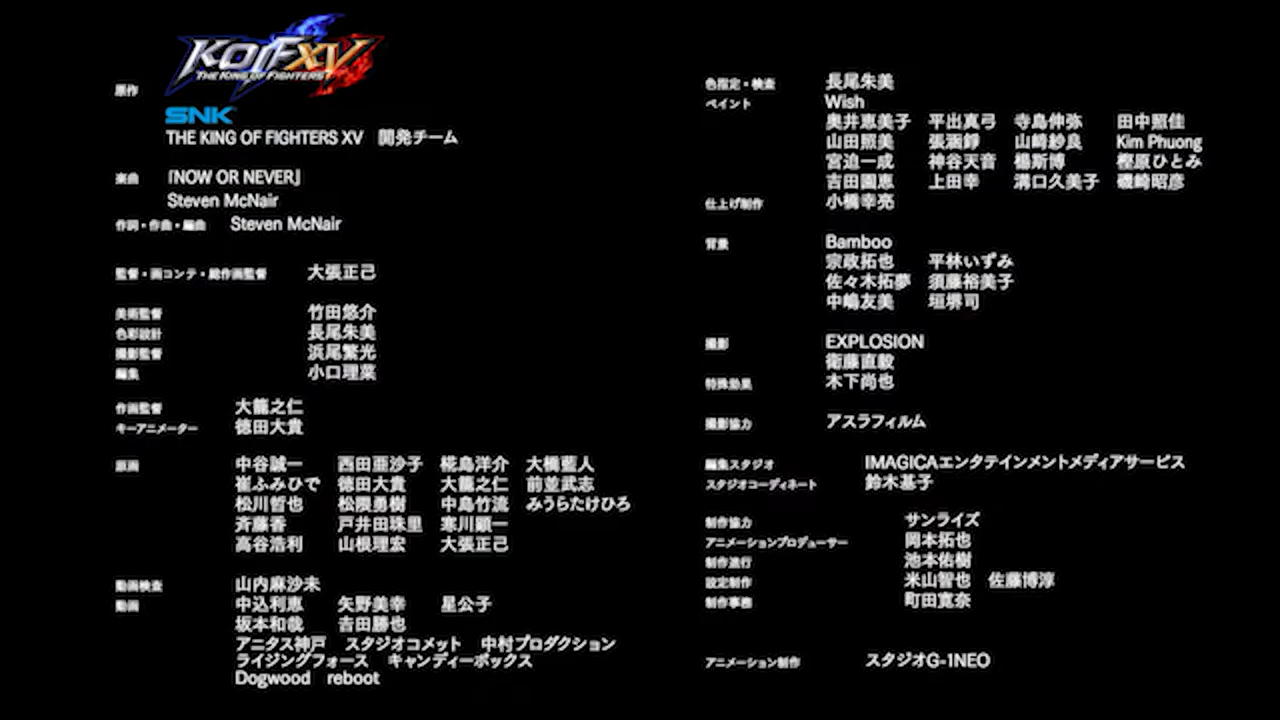 KOFXV
THE KING OF FIGHTERS
原作
SNK
THE KING OF FIGHTERS XV 開発チーム
楽曲 『NOW OR NEVER』
Steven McNair
作詞・作曲・編曲 Steven McNair
監督・画コンテ・総作画監督 大張正己
美術監督 竹田悠介
色彩設計 長尾朱美
撮影監督 浜尾繁光
編集 小口理菜
作画監督 大籠之仁
キーアニメーター 徳田大貴
原画 中谷誠一 西田亜沙子 椛島洋介 大橋藍人
崔ふみひで 徳田大貴 大籠之仁 前並武志
松川哲也 松隈勇樹 中島竹流 みうらたけひろ
斉藤香 戸井田珠里 寒川顕一
高谷浩利 山根理宏 大張正己
動画検査 山内麻沙未
動画 中込利恵 矢野美幸 星公子
坂本和哉 吉田勝也
アニタス神戸 スタジオコメット 中村プロダクション
ライジングフォース キャンディーボックス
Dogwood reboot
色指定・検査 長尾朱美
ペイント Wish
奥井恵美子 平出真弓 寺島伸弥 田中照佳
山田照美 張涵錚 山崎紗良 Kim Phuong
宮迫一成 神谷天音 楊斯博 樫原ひとみ
吉田園恵 上田幸 溝口久美子 磯崎昭彦
仕上げ制作 小橋幸亮
背景 Bamboo
宗政拓也 平林いずみ
佐々木拓夢 須藤裕美子
中嶋友美 垣堺司
撮影 EXPLOSION
衛藤直毅
特殊効果 木下尚也
撮影協力 アスラフィルム
編集スタジオ IMAGICAエンタテインメントメディアサービス
スタジオコーディネート 鈴木基子
制作協力 サンライズ
アニメーションプロデューサー 岡本拓也
制作進行 池本佑樹
設定制作 米山智也 佐藤博淳
制作事務 町田寛奈
アニメーション制作 スタジオG-1NEO